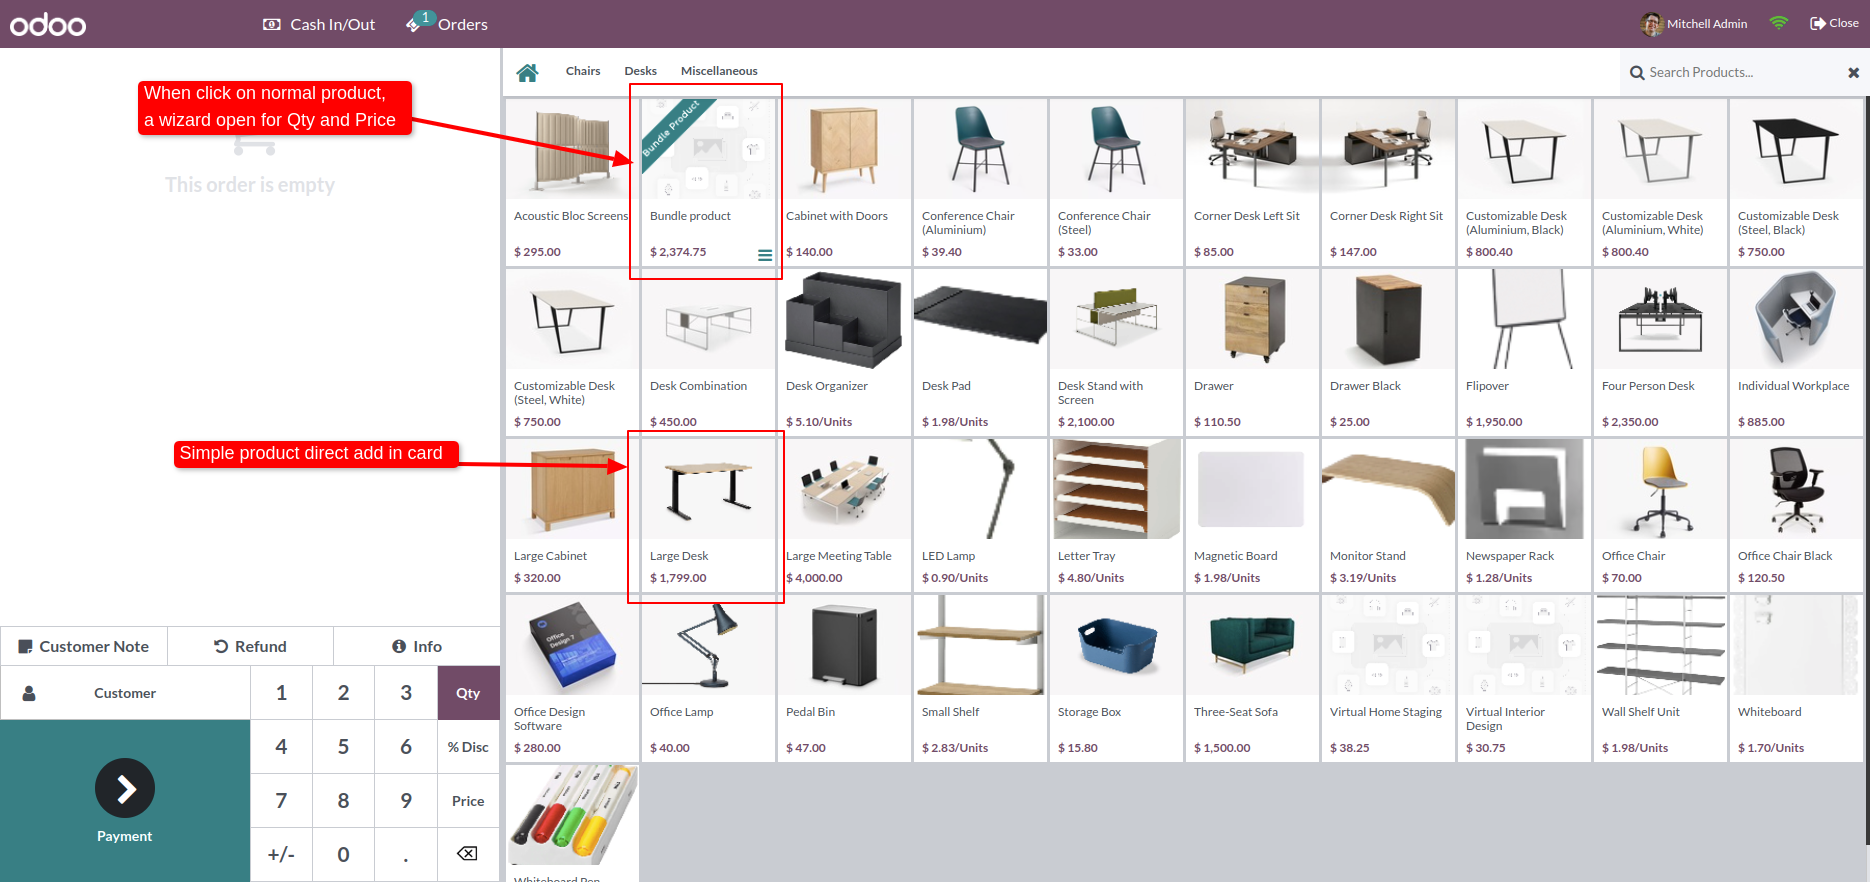 odoo
Cash In/Out
1
Orders
Mitchell Admin
Close
When click on normal product,
a wizard open for Qty and Price
This order is empty
Chairs
Desks
Miscellaneous
Search Products...
Bundle Product
Acoustic Bloc Screens
$ 295.00
Bundle product
$ 2,374.75
Cabinet with Doors
$ 140.00
Conference Chair
(Aluminium)
$ 39.40
Conference Chair
(Steel)
$ 33.00
Corner Desk Left Sit
$ 85.00
Corner Desk Right Sit
$ 147.00
Customizable Desk
(Aluminium, Black)
$ 800.40
Customizable Desk
(Aluminium, White)
$ 800.40
Customizable Desk
(Steel, Black)
$ 750.00
Customizable Desk
(Steel, White)
$ 750.00
Desk Combination
$ 450.00
Desk Organizer
$ 5.10/Units
Desk Pad
$ 1.98/Units
Desk Stand with
Screen
$ 2,100.00
Drawer
$ 110.50
Drawer Black
$ 25.00
Flipover
$ 1,950.00
Four Person Desk
$ 2,350.00
Individual Workplace
$ 885.00
Simple product direct add in card
Large Cabinet
$ 320.00
Large Desk
$ 1,799.00
Large Meeting Table
$ 4,000.00
LED Lamp
$ 0.90/Units
Letter Tray
$ 4.80/Units
Magnetic Board
$ 1.98/Units
Monitor Stand
$ 3.19/Units
Newspaper Rack
$ 1.28/Units
Office Chair
$ 70.00
Office Chair Black
$ 120.50
Office
Design 7
Office Design
Software
$ 280.00
Office Lamp
$ 40.00
Pedal Bin
$ 47.00
Small Shelf
$ 2.83/Units
Storage Box
$ 15.80
Three-Seat Sofa
$ 1,500.00
Virtual Home Staging
$ 38.25
Virtual Interior
Design
$ 30.75
Wall Shelf Unit
$ 1.98/Units
Whiteboard
$ 1.70/Units
Whiteboard Pen
Customer Note
Refund
Info
Customer
1
2
3
Qty
4
5
6
% Disc
7
8
9
Price
+/-
0
.
Payment